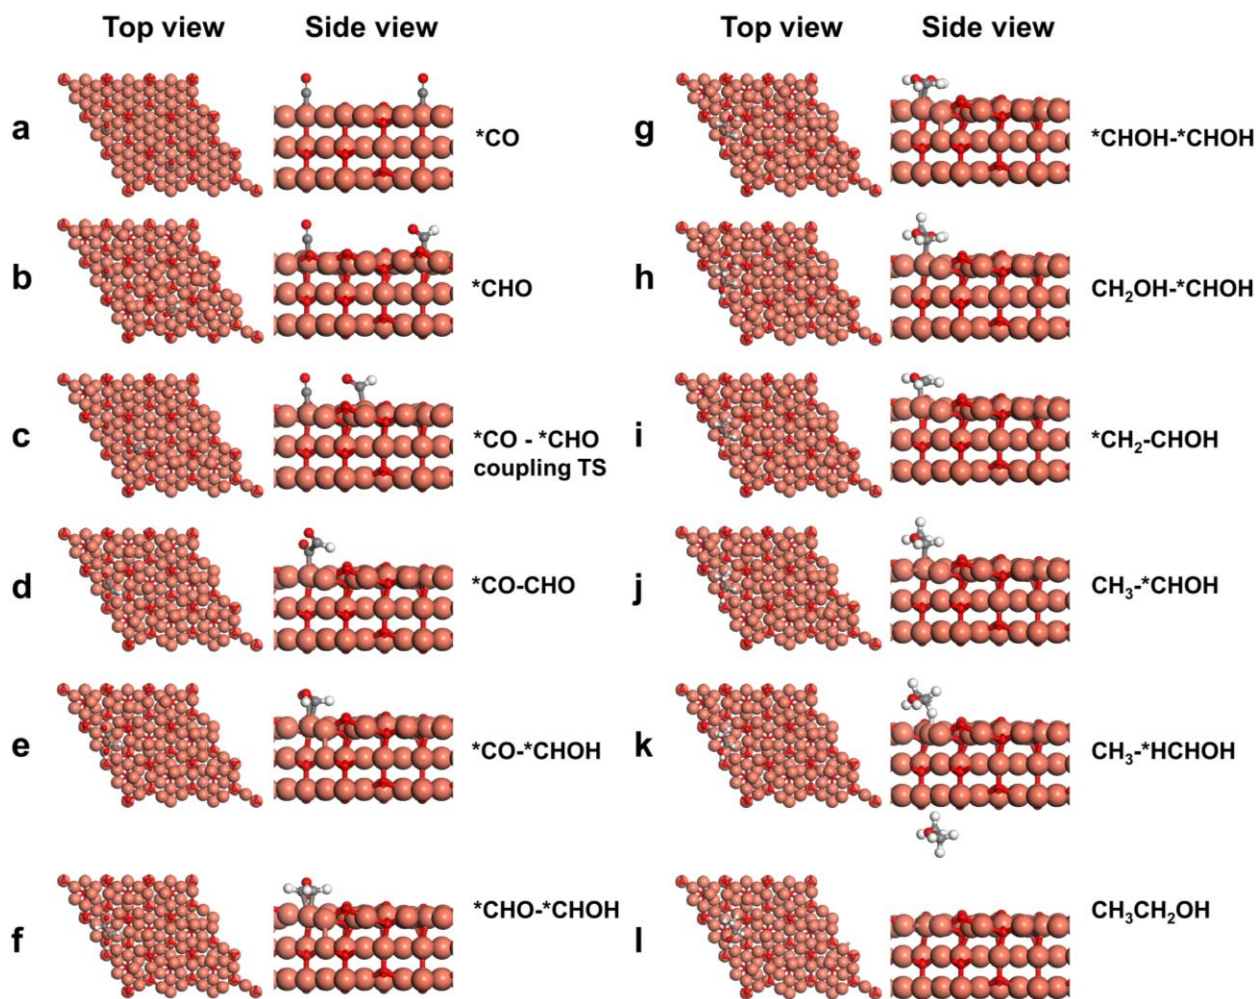 Top view Side view
a *CO
b *CHO
c *CO - *CHO
coupling TS
d *CO-CHO
e *CO-*CHOH
f *CHO-*CHOH
Top view Side view
g *CHOH-*CHOH
h CH₂OH-*CHOH
i *CH₂-CHOH
j CH₃-*CHOH
k CH₃-*HCHOH
l CH₃CH₂OH